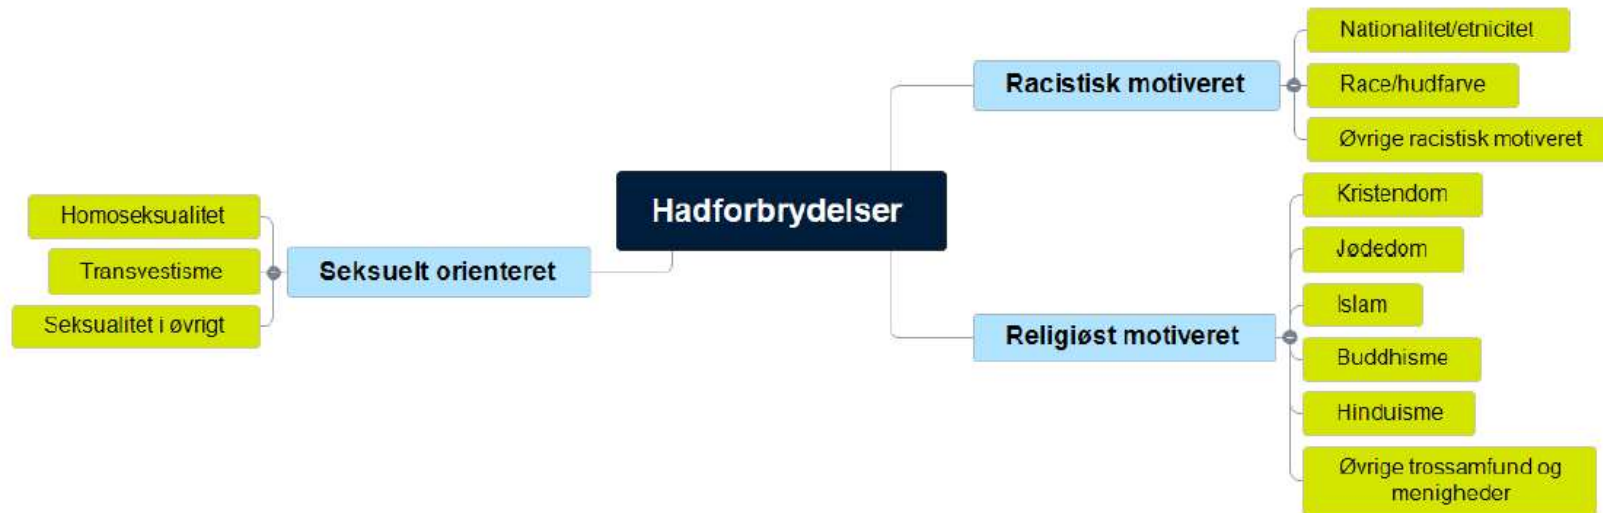 Hadforbrydelser
Racistisk motiveret
Nationalitet/etnicitet
Race/hudfarve
Øvrige racistisk motiveret
Religiøst motiveret
Kristendom
Jødedom
Islam
Buddhisme
Hinduisme
Øvrige trossamfund og
menigheder
Seksuelt orienteret
Homoseksualitet
Transvestisme
Seksualitet i øvrigt